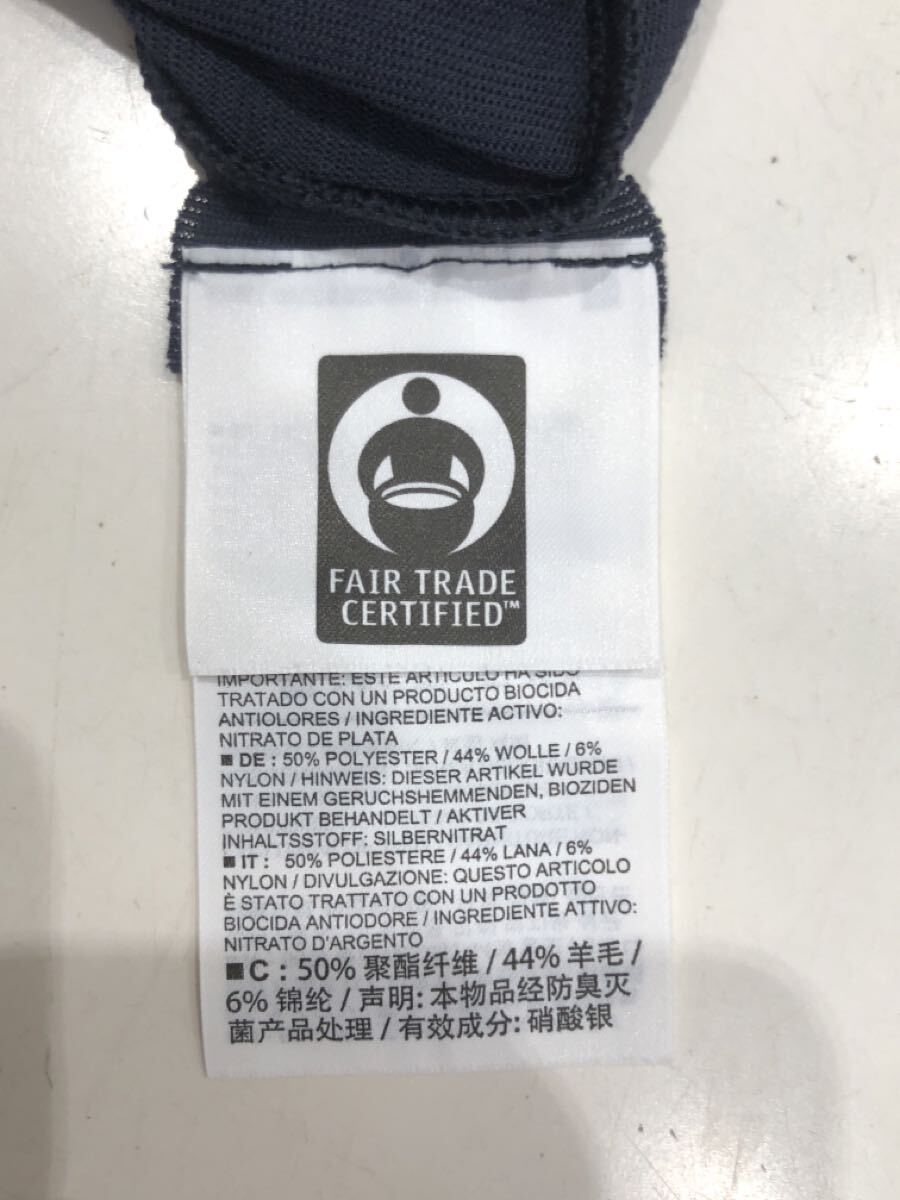 FAIR TRADE
CERTIFIED™
IMPORTANTE: ESTE ARTÍCULO HA SIDO
TRATADO CON UN PRODUCTO BIOCIDA
ANTIOLORES / INGREDIENTE ACTIVO:
NITRATO DE PLATA
■ DE : 50% POLYESTER / 44% WOLLE / 6%
NYLON / HINWEIS: DIESER ARTIKEL WURDE
MIT EINEM GERUCHSHEMMENDEN, BIOZIDEN
PRODUKT BEHANDELT / AKTIVER
INHALTSSTOFF: SILBERNITRAT
■ IT : 50% POLIESTERE / 44% LANA / 6%
NYLON / DIVULGAZIONE: QUESTO ARTICOLO
È STATO TRATTATO CON UN PRODOTTO
BIOCIDA ANTIODORE / INGREDIENTE ATTIVO:
NITRATO D'ARGENTO
■ C : 50% 聚酯纤维 / 44% 羊毛 /
6% 锦纶 / 声明: 本物品经防臭灭
菌产品处理 / 有效成分: 硝酸银